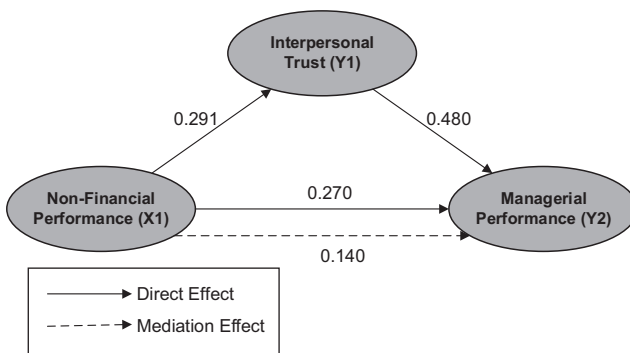 Interpersonal
Trust (Y1)
0.291
0.480
Non-Financial
Performance (X1)
0.270
Managerial
Performance (Y2)
0.140
Direct Effect
Mediation Effect